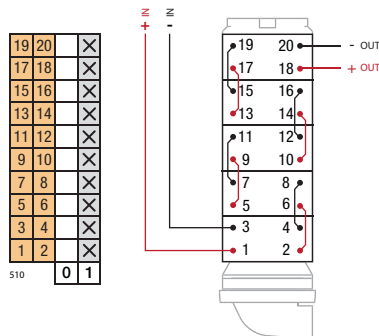 19 20 X
17 18 X
15 16 X
13 14 X
11 12 X
9 10 X
7 8 X
5 6 X
3 4 X
1 2 X
510 0 1
+ IN
- IN
19 20 - OUT
17 18 + OUT
15 16
13 14
11 12
9 10
7 8
5 6
3 4
1 2